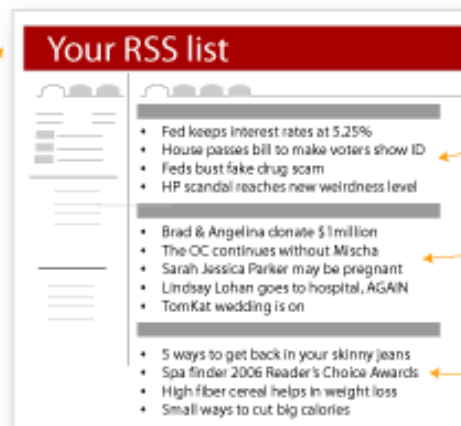 Your RSS list
• Fed keeps interest rates at 5.25%
• House passes bill to make voters show ID
• Feds bust fake drug scam
• HP scandal reaches new weirdness level
• Brad & Angelina donate $1million
• The OC continues without Mischa
• Sarah Jessica Parker may be pregnant
• Lindsay Lohan goes to hospital, AGAIN
• TomKat wedding is on
• 5 ways to get back in your skinny jeans
• Spa finder 2006 Reader's Choice Awards
• High fiber cereal helps in weight loss
• Small ways to cut big calories